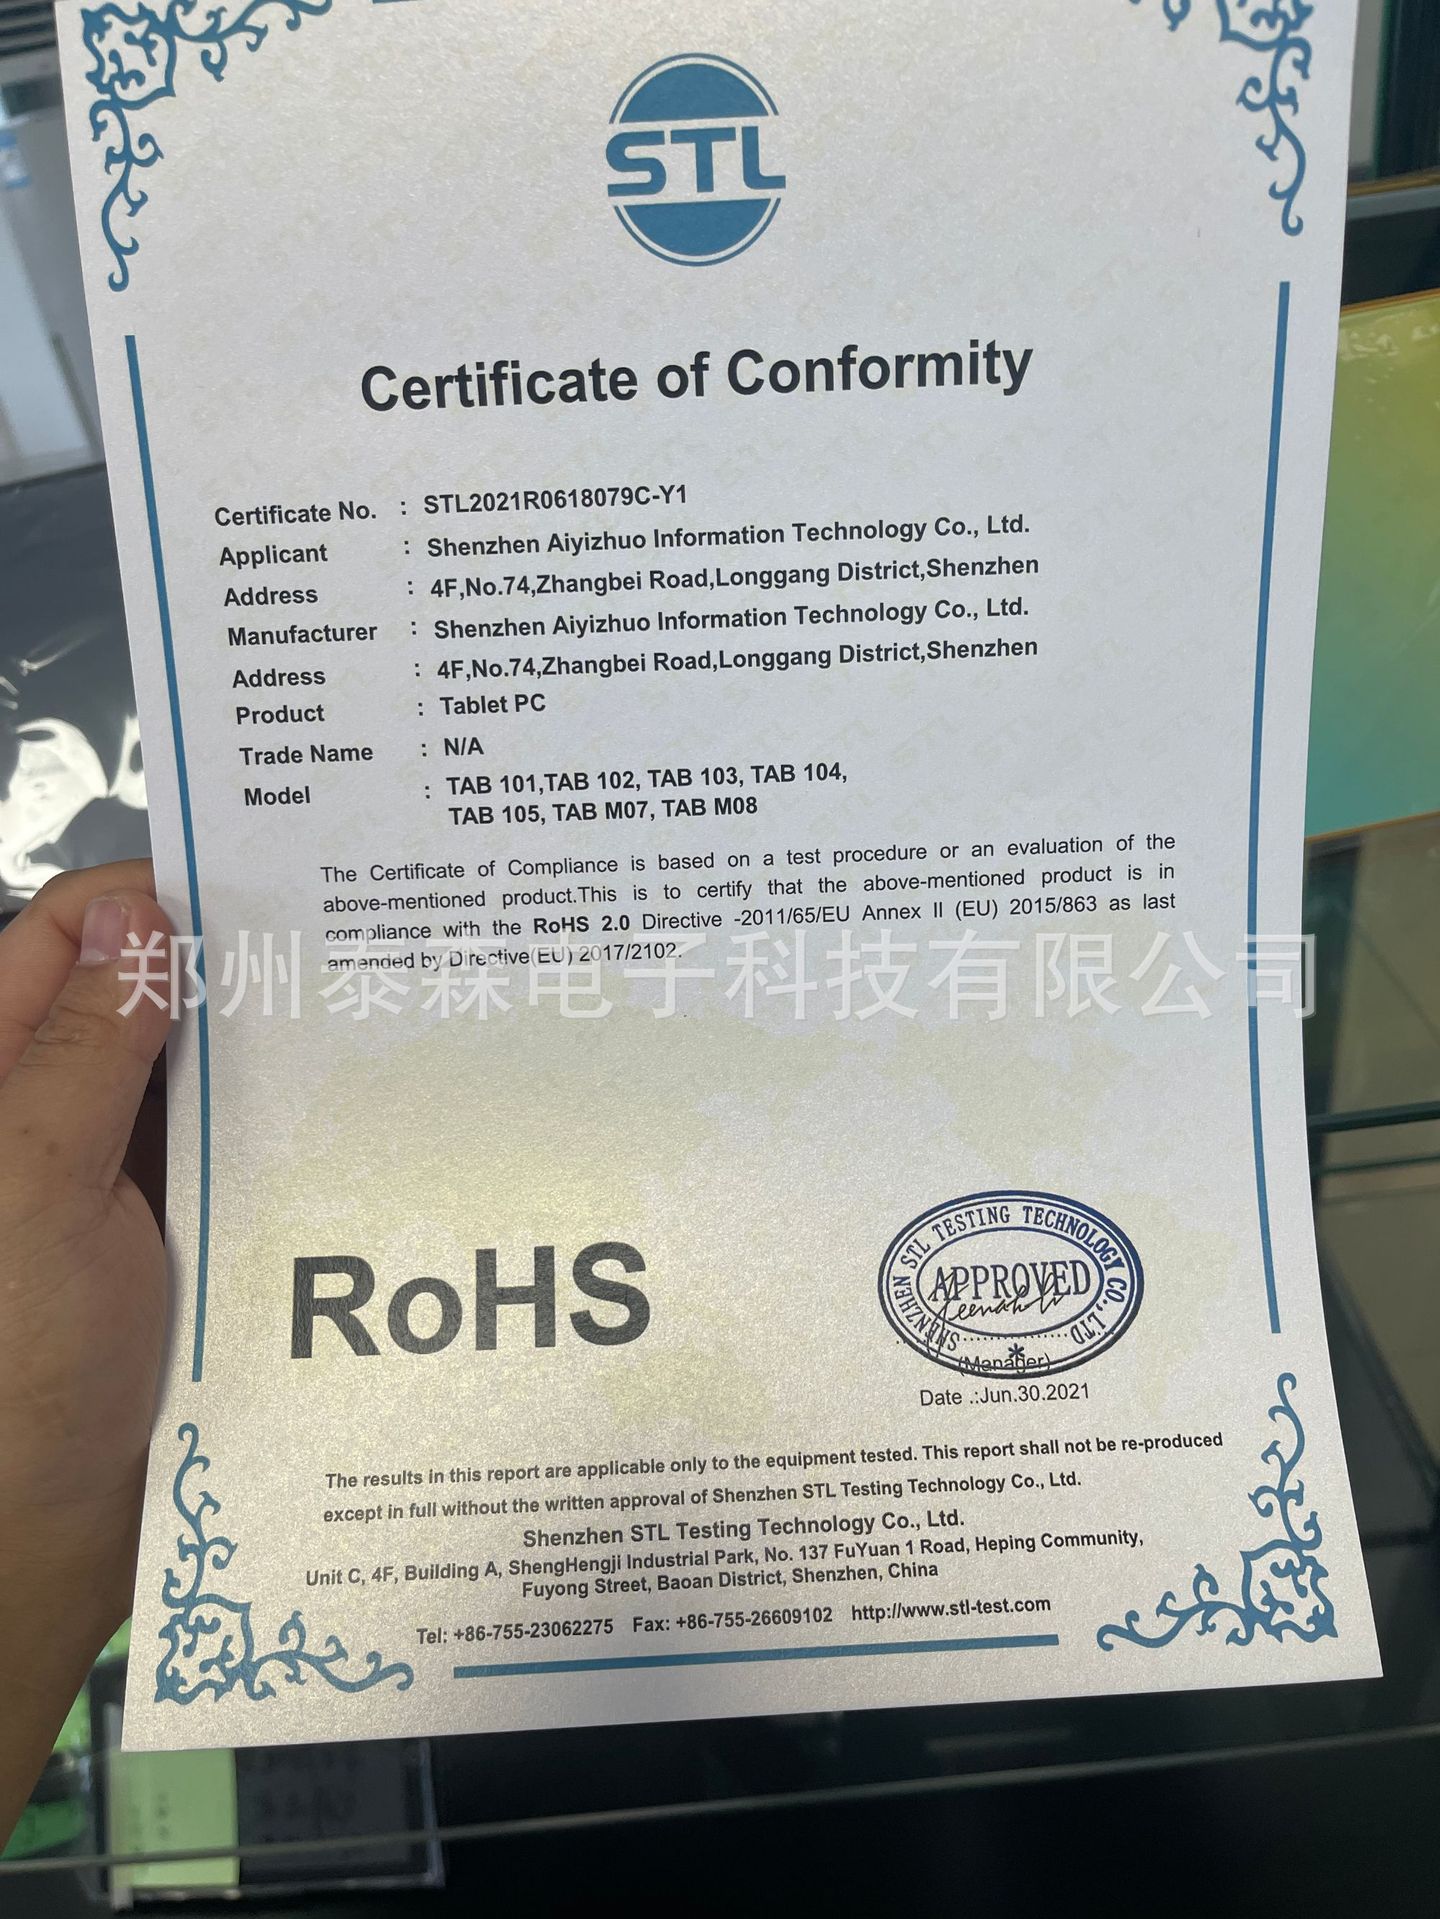 STL
Certificate of Conformity
Certificate No. : STL2021R0618079C-Y1
Applicant : Shenzhen Aiyizhuo Information Technology Co., Ltd.
Address : 4F,No.74,Zhangbei Road,Longgang District,Shenzhen
Manufacturer : Shenzhen Aiyizhuo Information Technology Co., Ltd.
Address : 4F,No.74,Zhangbei Road,Longgang District,Shenzhen
Product : Tablet PC
Trade Name : N/A
Model : TAB 101,TAB 102, TAB 103, TAB 104,
TAB 105, TAB M07, TAB M08
The Certificate of Compliance is based on a test procedure or an evaluation of the
above-mentioned product.This is to certify that the above-mentioned product is in
compliance with the RoHS 2.0 Directive -2011/65/EU Annex II (EU) 2015/863 as last
amended by Directive(EU) 2017/2102.
郑州泰森电子科技有限公司
RoHS
SHENZHEN STL TESTING TECHNOLOGY CO.,LTD
APPROVED
(Manager)
Date .:Jun.30.2021
The results in this report are applicable only to the equipment tested. This report shall not be re-produced
except in full without the written approval of Shenzhen STL Testing Technology Co., Ltd.
Shenzhen STL Testing Technology Co., Ltd.
Unit C, 4F, Building A, ShengHengji Industrial Park, No. 137 FuYuan 1 Road, Heping Community,
Fuyong Street, Baoan District, Shenzhen, China
Tel: +86-755-23062275 Fax: +86-755-26609102 http://www.stl-test.com